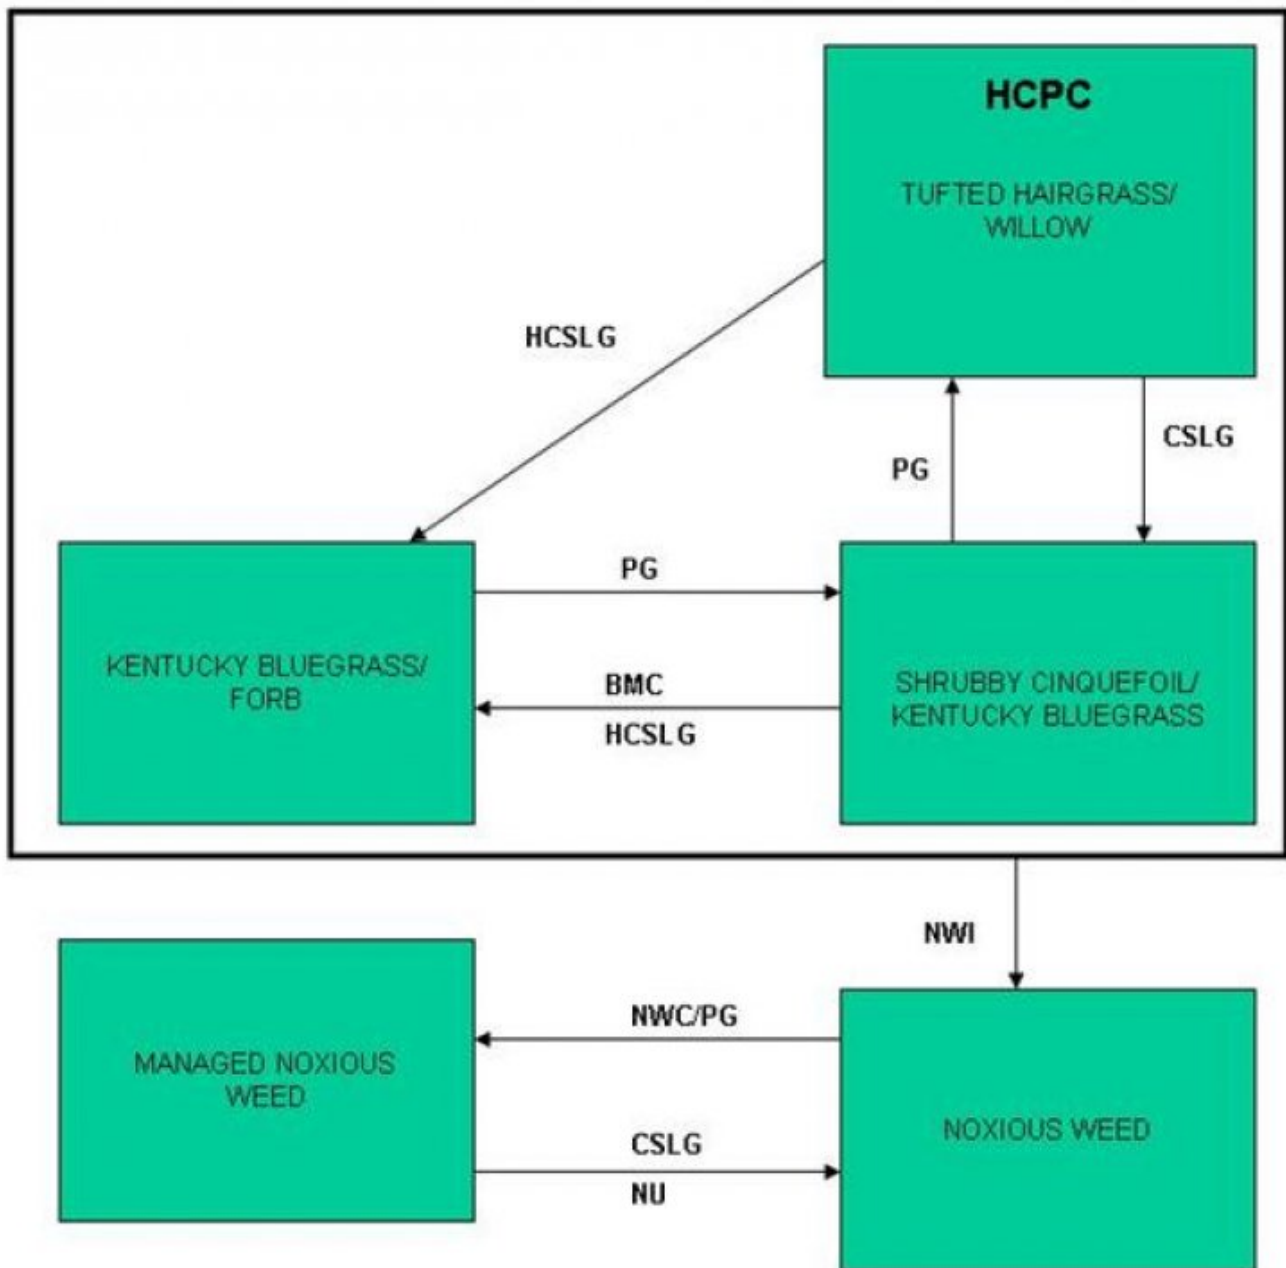 HCPC
TUFTED HAIRGRASS/
WILLOW
HCSLG
CSLG
PG
PG
KENTUCKY BLUEGRASS/
FORB
BMC
HCSLG
SHRUBBY CINQUEFOIL/
KENTUCKY BLUEGRASS
NWI
NWC/PG
MANAGED NOXIOUS
WEED
NOXIOUS WEED
CSLG
NU